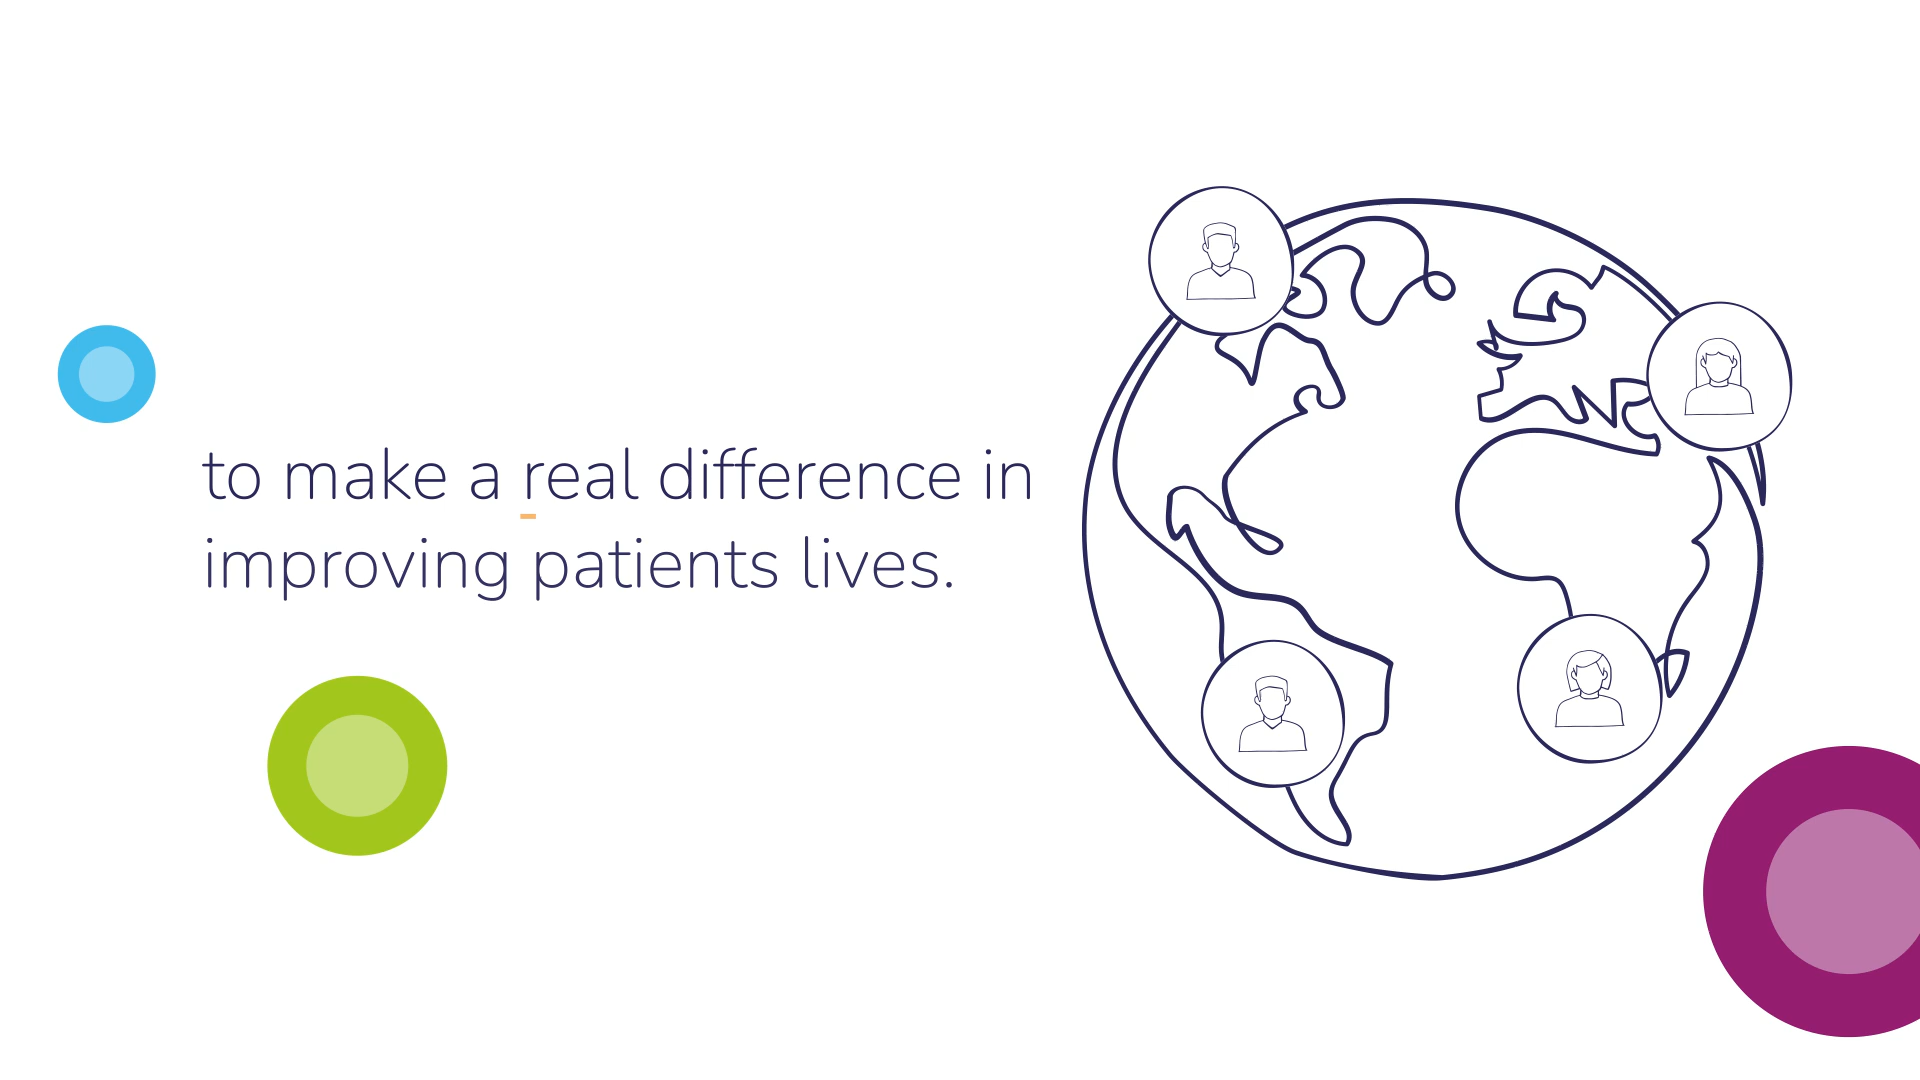 to make a real difference in
improving patients lives.